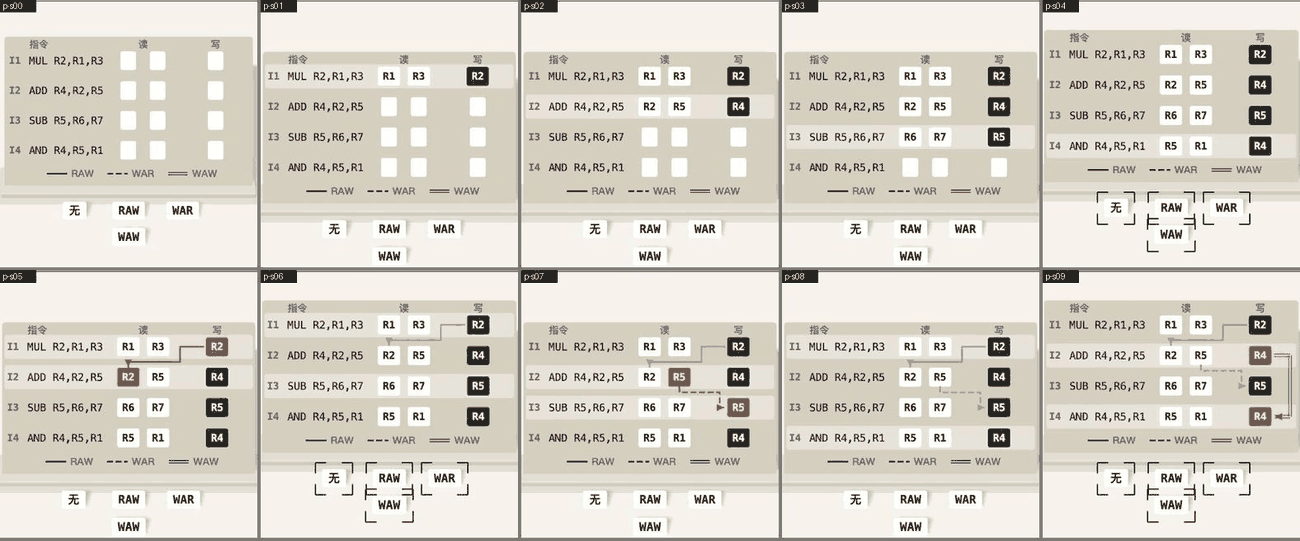 p-s00
指令 读 写
I1 MUL R2,R1,R3
I2 ADD R4,R2,R5
I3 SUB R5,R6,R7
I4 AND R4,R5,R1
RAW WAR WAW
无 RAW WAR
WAW
p-s01
指令 读 写
I1 MUL R2,R1,R3 R1 R3 R2
I2 ADD R4,R2,R5
I3 SUB R5,R6,R7
I4 AND R4,R5,R1
RAW WAR WAW
无 RAW WAR
WAW
p-s02
指令 读 写
I1 MUL R2,R1,R3 R1 R3 R2
I2 ADD R4,R2,R5 R2 R5 R4
I3 SUB R5,R6,R7
I4 AND R4,R5,R1
RAW WAR WAW
无 RAW WAR
WAW
p-s03
指令 读 写
I1 MUL R2,R1,R3 R1 R3 R2
I2 ADD R4,R2,R5 R2 R5 R4
I3 SUB R5,R6,R7 R6 R7 R5
I4 AND R4,R5,R1
RAW WAR WAW
无 RAW WAR
WAW
p-s04
指令 读 写
I1 MUL R2,R1,R3 R1 R3 R2
I2 ADD R4,R2,R5 R2 R5 R4
I3 SUB R5,R6,R7 R6 R7 R5
I4 AND R4,R5,R1 R5 R1 R4
RAW WAR WAW
无 RAW WAR
WAW
p-s05
指令 读 写
I1 MUL R2,R1,R3 R1 R3 R2
I2 ADD R4,R2,R5 R2 R5 R4
I3 SUB R5,R6,R7 R6 R7 R5
I4 AND R4,R5,R1 R5 R1 R4
RAW WAR WAW
无 RAW WAR
WAW
p-s06
指令 读 写
I1 MUL R2,R1,R3 R1 R3 R2
I2 ADD R4,R2,R5 R2 R5 R4
I3 SUB R5,R6,R7 R6 R7 R5
I4 AND R4,R5,R1 R5 R1 R4
RAW WAR WAW
无 RAW WAR
WAW
p-s07
指令 读 写
I1 MUL R2,R1,R3 R1 R3 R2
I2 ADD R4,R2,R5 R2 R5 R4
I3 SUB R5,R6,R7 R6 R7 R5
I4 AND R4,R5,R1 R5 R1 R4
RAW WAR WAW
无 RAW WAR
WAW
p-s08
指令 读 写
I1 MUL R2,R1,R3 R1 R3 R2
I2 ADD R4,R2,R5 R2 R5 R4
I3 SUB R5,R6,R7 R6 R7 R5
I4 AND R4,R5,R1 R5 R1 R4
RAW WAR WAW
无 RAW WAR
WAW
p-s09
指令 读 写
I1 MUL R2,R1,R3 R1 R3 R2
I2 ADD R4,R2,R5 R2 R5 R4
I3 SUB R5,R6,R7 R6 R7 R5
I4 AND R4,R5,R1 R5 R1 R4
RAW WAR WAW
无 RAW WAR
WAW